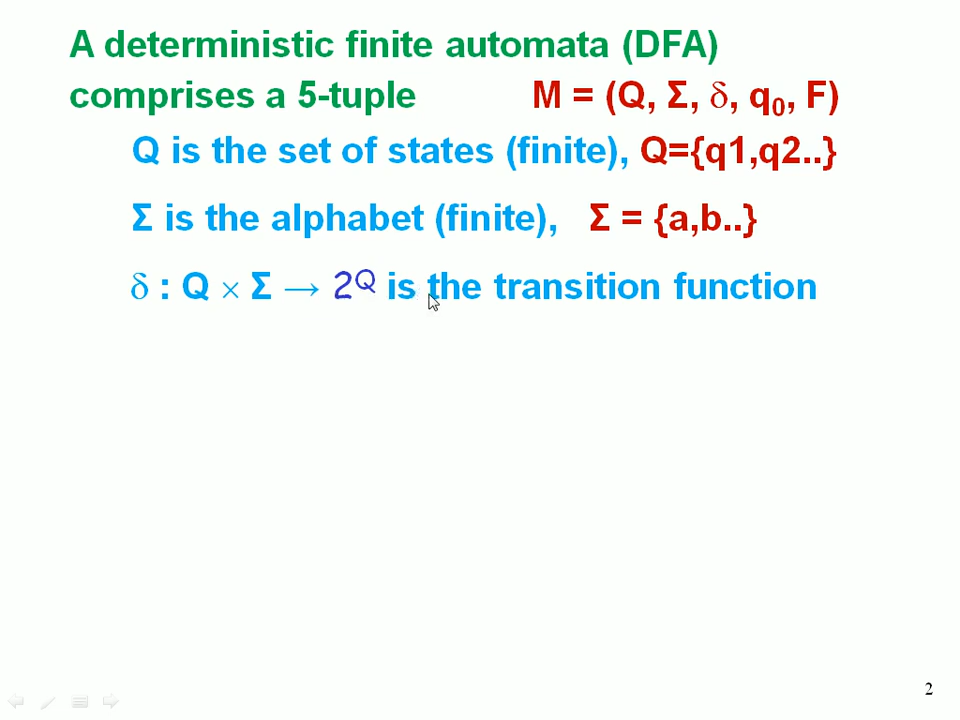 A deterministic finite automata (DFA)
comprises a 5-tuple M = (Q, Σ, δ, q₀, F)
Q is the set of states (finite), Q={q1,q2..}
Σ is the alphabet (finite), Σ = {a,b..}
δ : Q × Σ → 2^Q is the transition function
2